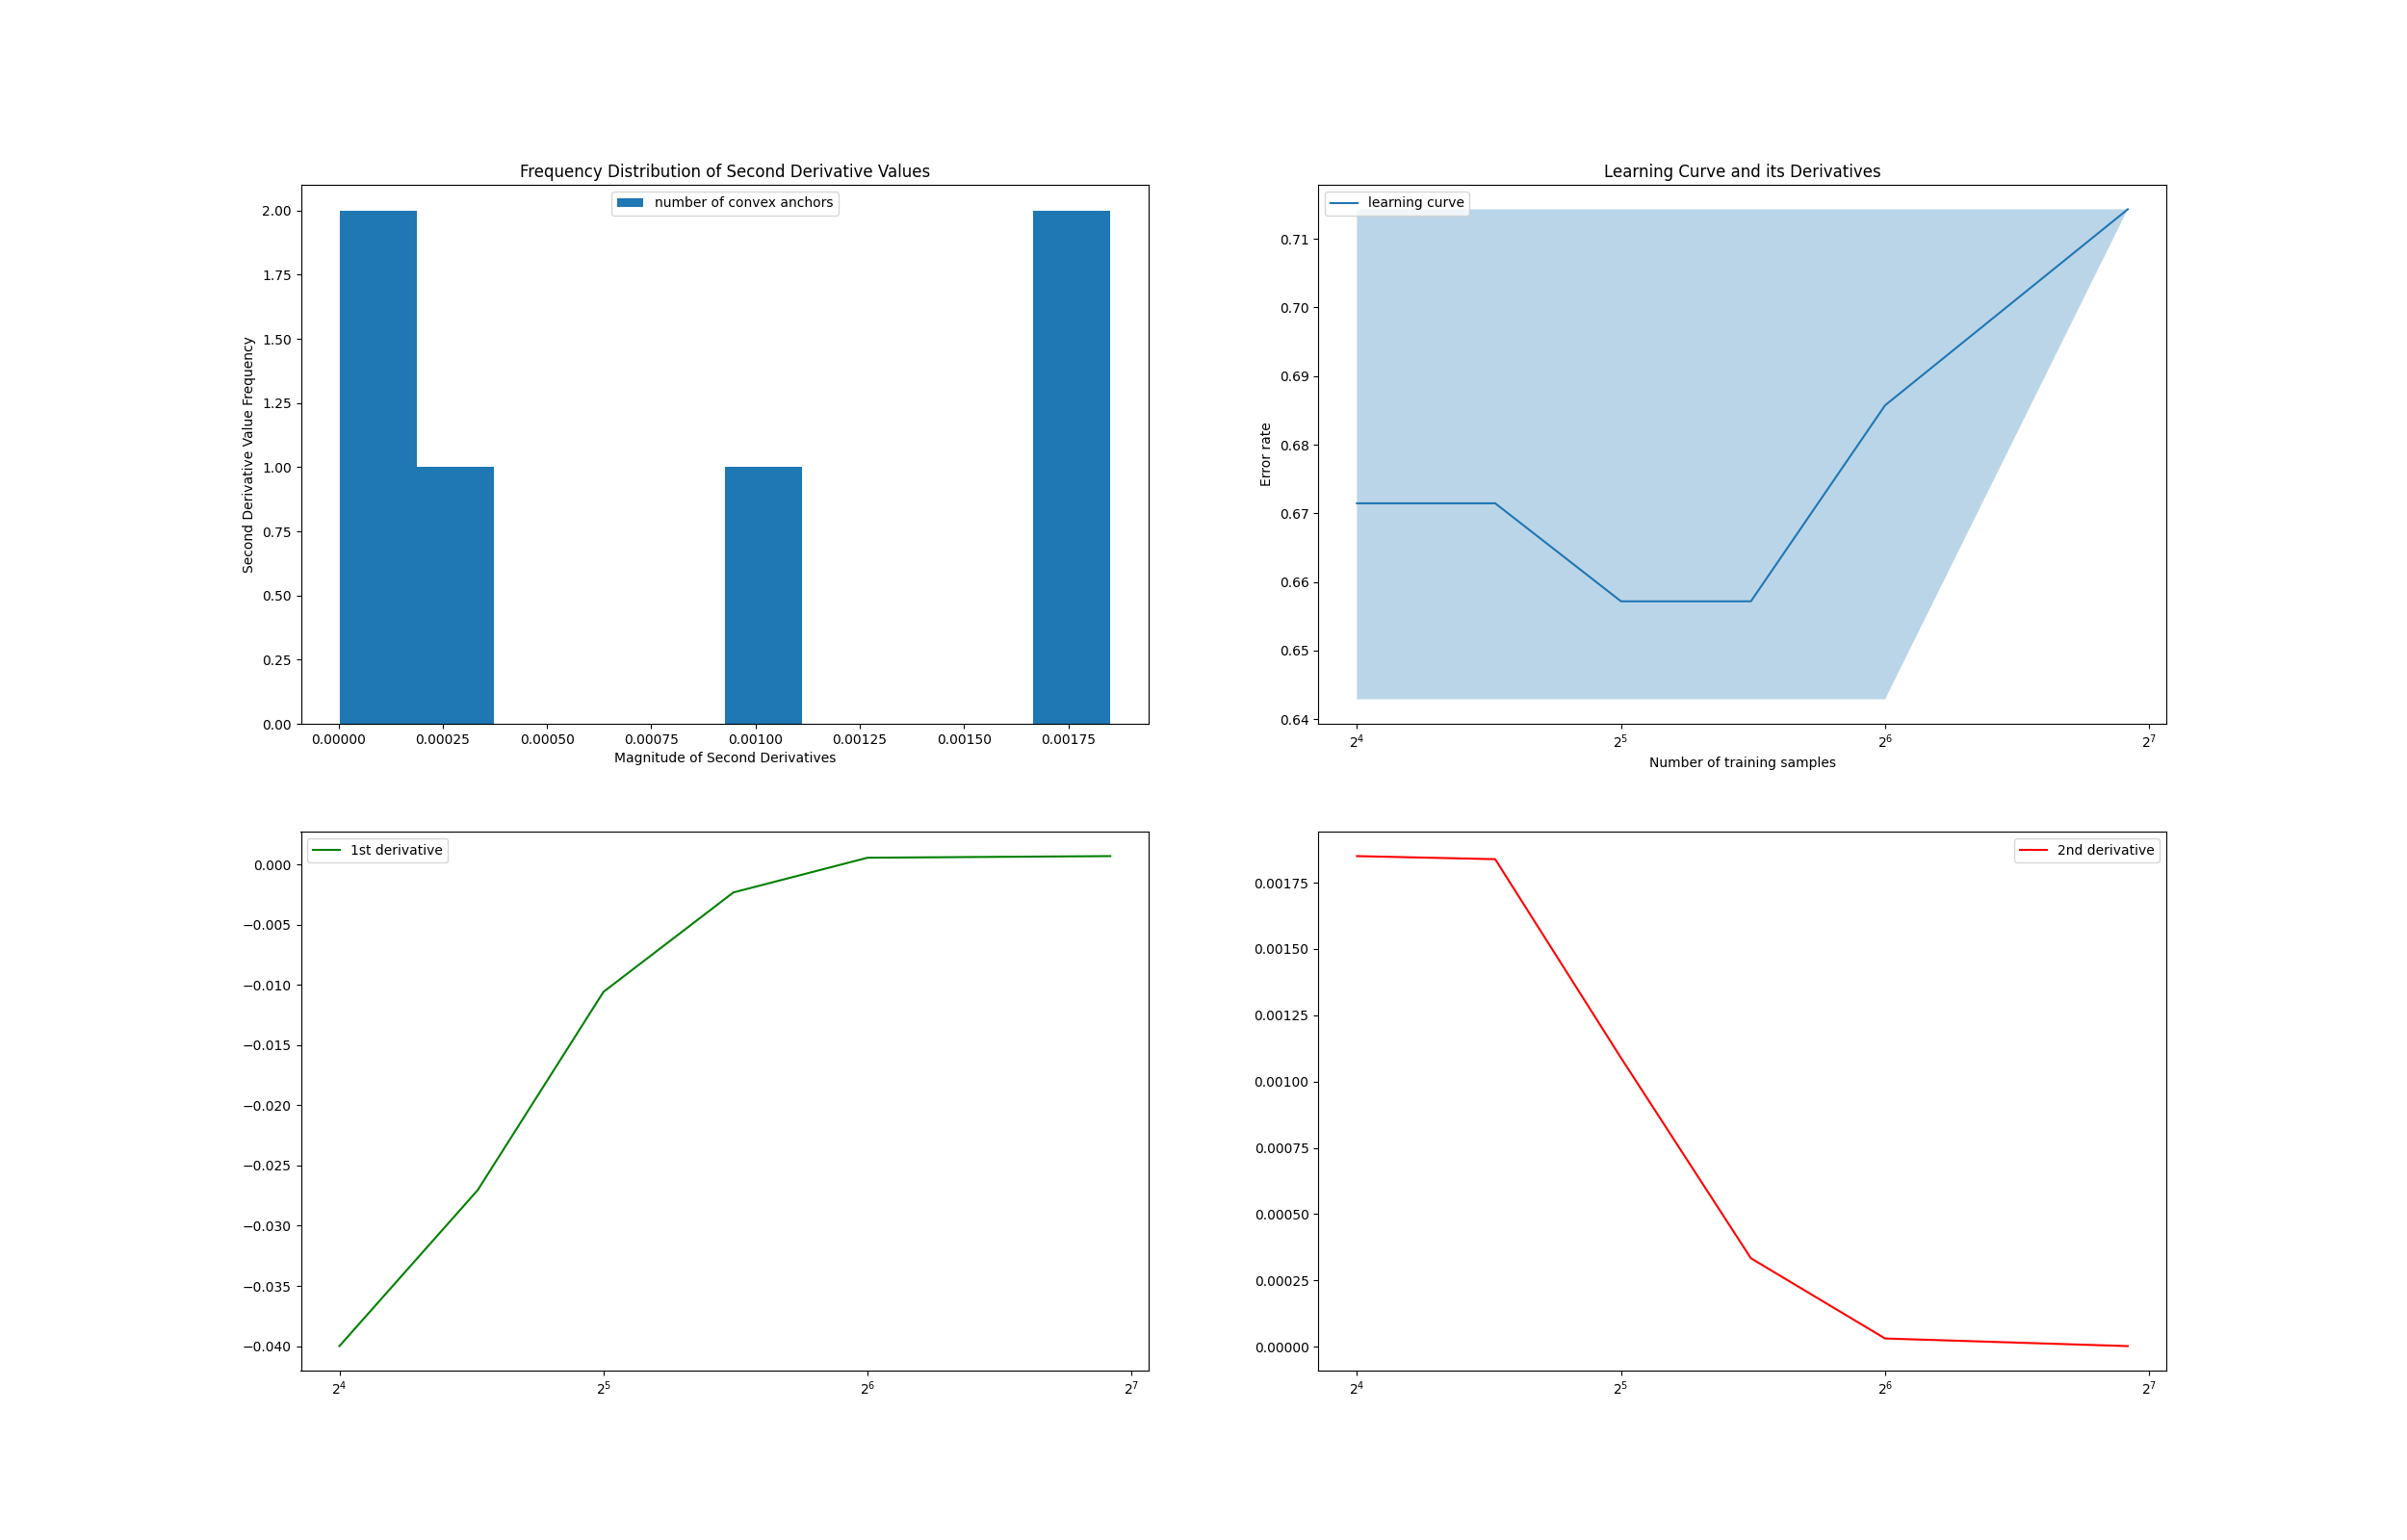 Frequency Distribution of Second Derivative Values
number of convex anchors
Second Derivative Value Frequency
2.00
1.75
1.50
1.25
1.00
0.75
0.50
0.25
0.00
0.00000 0.00025 0.00050 0.00075 0.00100 0.00125 0.00150 0.00175
Magnitude of Second Derivatives
Learning Curve and its Derivatives
learning curve
Error rate
0.71
0.70
0.69
0.68
0.67
0.66
0.65
0.64
2⁴ 2⁵ 2⁶ 2⁷
Number of training samples
1st derivative
0.000
−0.005
−0.010
−0.015
−0.020
−0.025
−0.030
−0.035
−0.040
2⁴ 2⁵ 2⁶ 2⁷
2nd derivative
0.00175
0.00150
0.00125
0.00100
0.00075
0.00050
0.00025
0.00000
2⁴ 2⁵ 2⁶ 2⁷